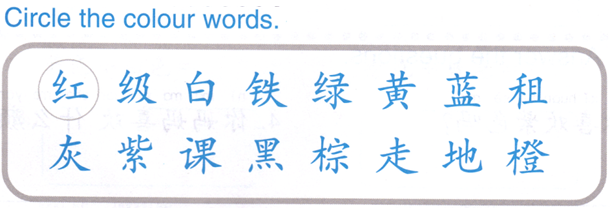 Circle the colour words.
红 级 白 铁 绿 黄 蓝 租
灰 紫 课 黑 棕 走 地 橙